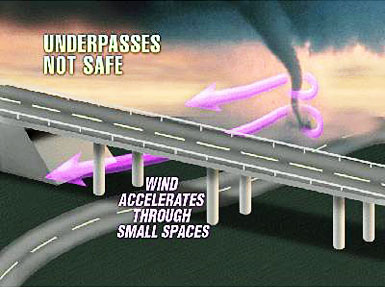 UNDERPASSES
NOT SAFE
WIND
ACCELERATES
THROUGH
SMALL SPACES